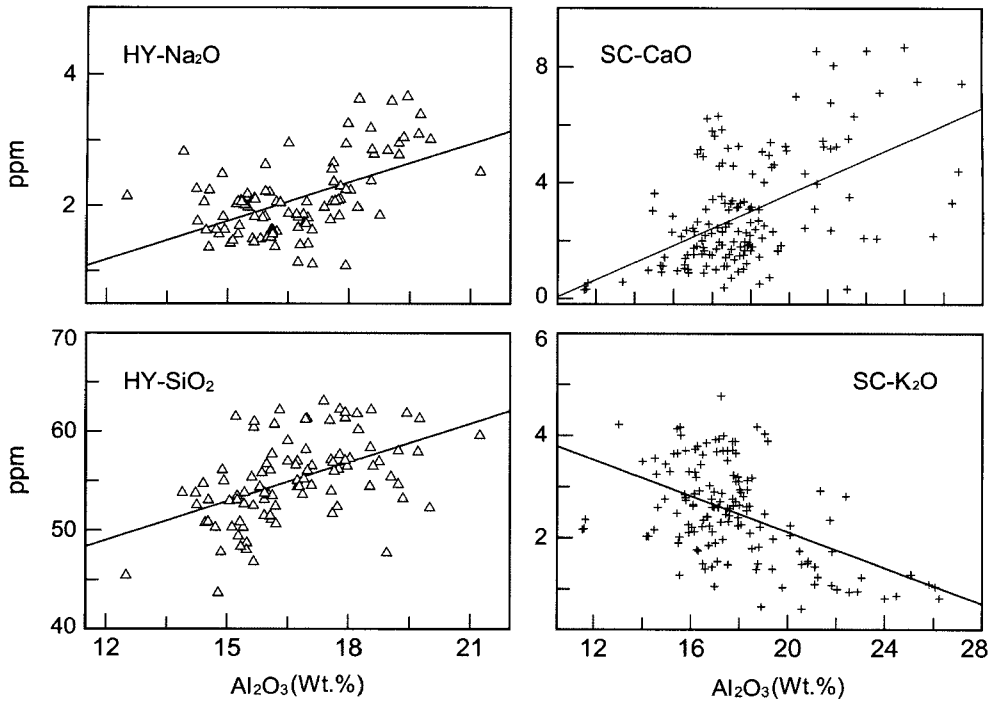 HY-Na₂O
4
2
ppm
SC-CaO
8
4
0
HY-SiO₂
70
60
50
40
ppm
15
18
21
Al₂O₃(Wt.%)
SC-K₂O
6
4
2
12
16
20
24
28
Al₂O₃(Wt.%)